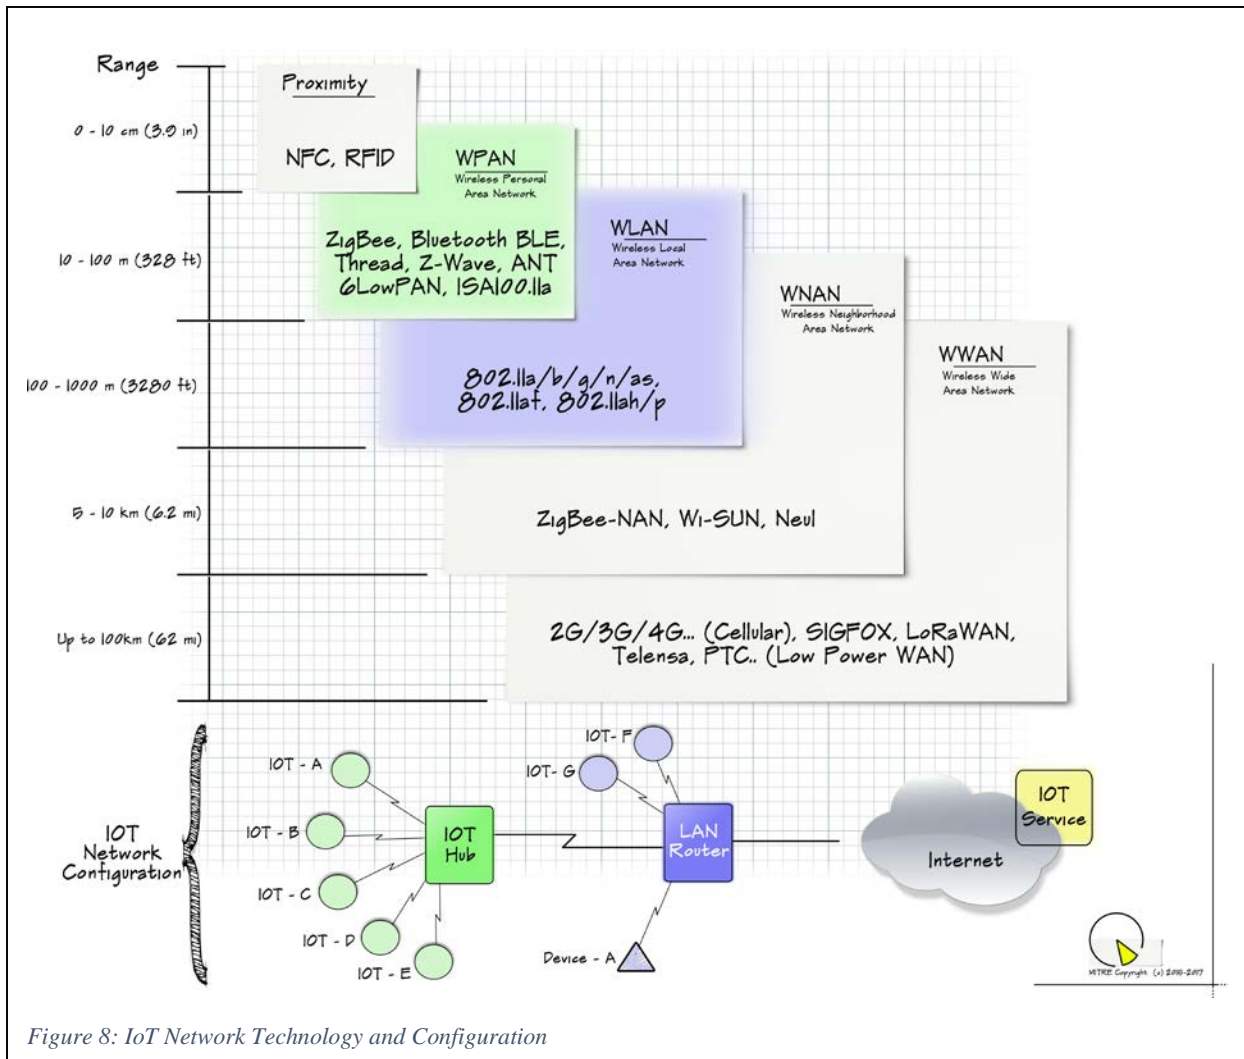 Range
0 - 10 cm (3.9 in)
10 - 100 m (328 ft)
100 - 1000 m (3280 ft)
5 - 10 km (6.2 mi)
Up to 100km (62 mi)
Proximity
NFC, RFID
WPAN
Wireless Personal
Area Network
ZigBee, Bluetooth BLE,
Thread, Z-Wave, ANT
6LowPAN, ISA100.11a
WLAN
Wireless Local
Area Network
802.11a/b/g/n/as,
802.11af, 802.11ah/p
WNAN
Wireless Neighborhood
Area Network
ZigBee-NAN, Wi-SUN, Neul
WWAN
Wireless Wide
Area Network
2G/3G/4G... (Cellular), SIGFOX, LoRaWAN,
Telensa, PTC.. (Low Power WAN)
IOT
Network
Configuration
IOT - A
IOT - B
IOT - C
IOT - D
IOT - E
IOT
Hub
IOT- F
IOT- G
LAN
Router
Device - A
Internet
IOT
Service
MITRE Copyright (c) 2016-2017
Figure 8: IoT Network Technology and Configuration